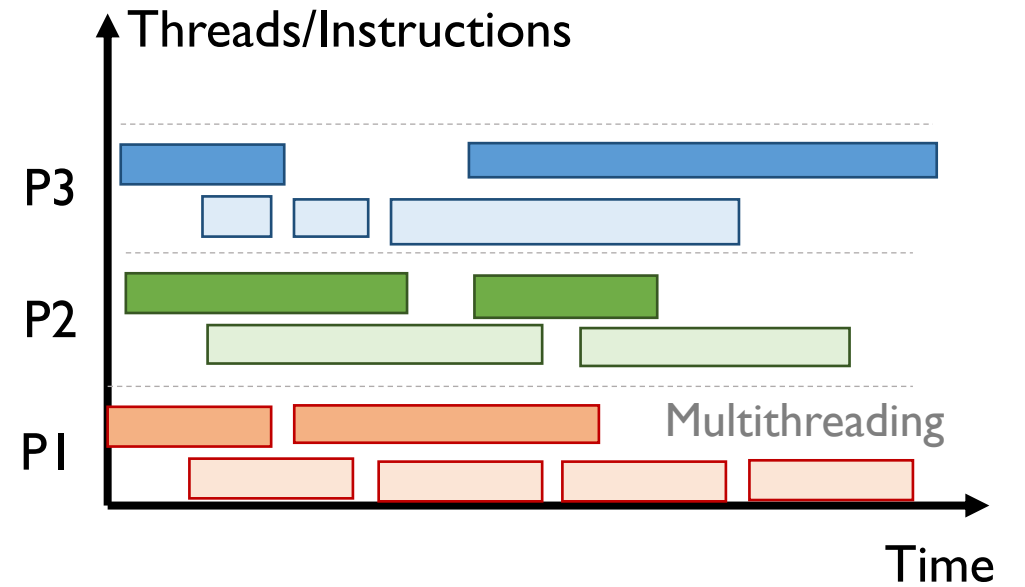 Threads/Instructions
P3
P2
P1
Multithreading
Time